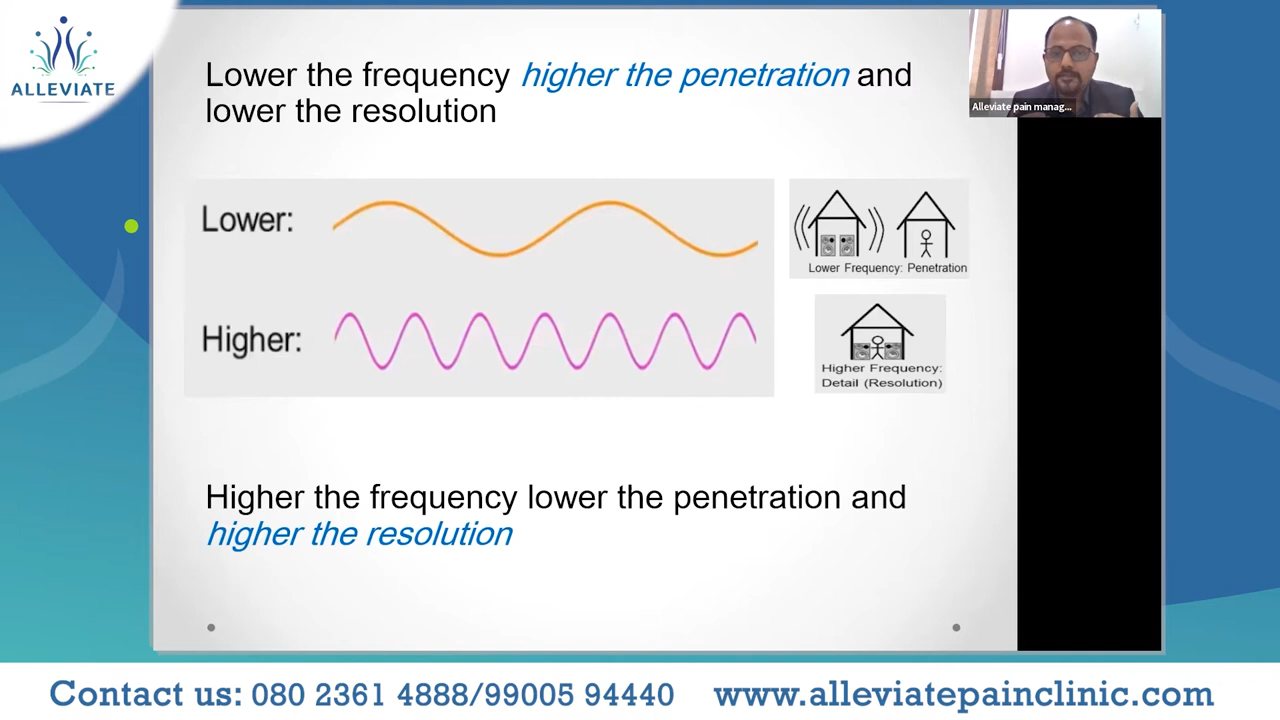 ALLEVIATE
Lower the frequency higher the penetration and
lower the resolution
Alleviate pain manag...
Lower:
Lower Frequency: Penetration
Higher:
Higher Frequency:
Detail (Resolution)
Higher the frequency lower the penetration and
higher the resolution
Contact us: 080 2361 4888/99005 94440 www.alleviatepainclinic.com